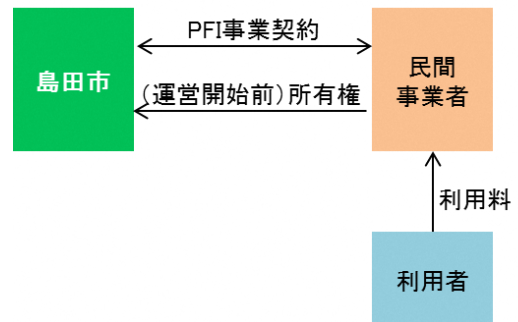 PFI事業契約
島田市
民間
事業者
(運営開始前)所有権
利用料
利用者